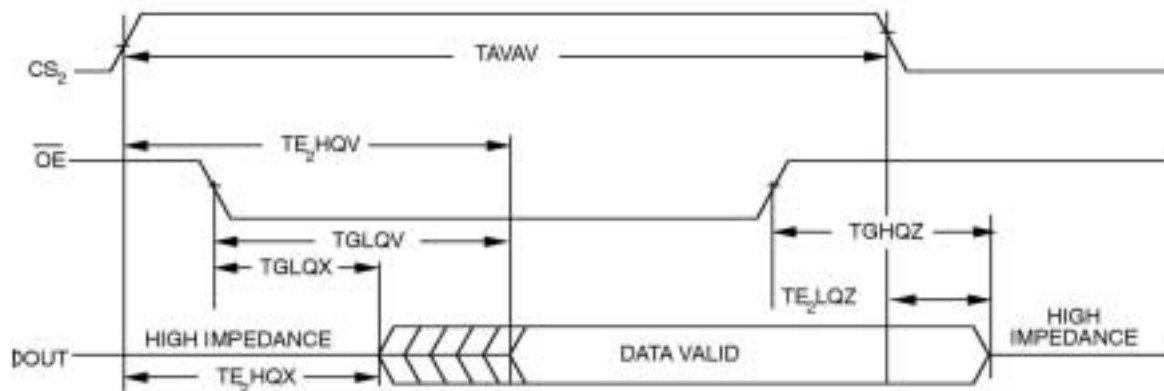 TAVAV
CS₂
TE₂HQV
OE
TGLQV
TGHQZ
TGLQX
TE₂LQZ
HIGH IMPEDANCE
HIGH
IMPEDANCE
DOUT
DATA VALID
TE₂HQX